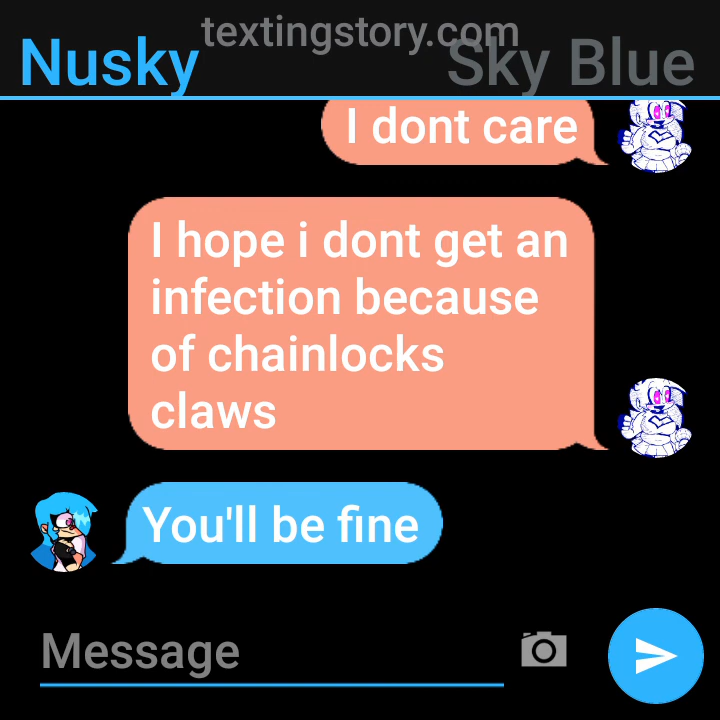 textingstory.com
Nusky
Sky Blue
I dont care
I hope i dont get an
infection because
of chainlocks
claws
You'll be fine
Message